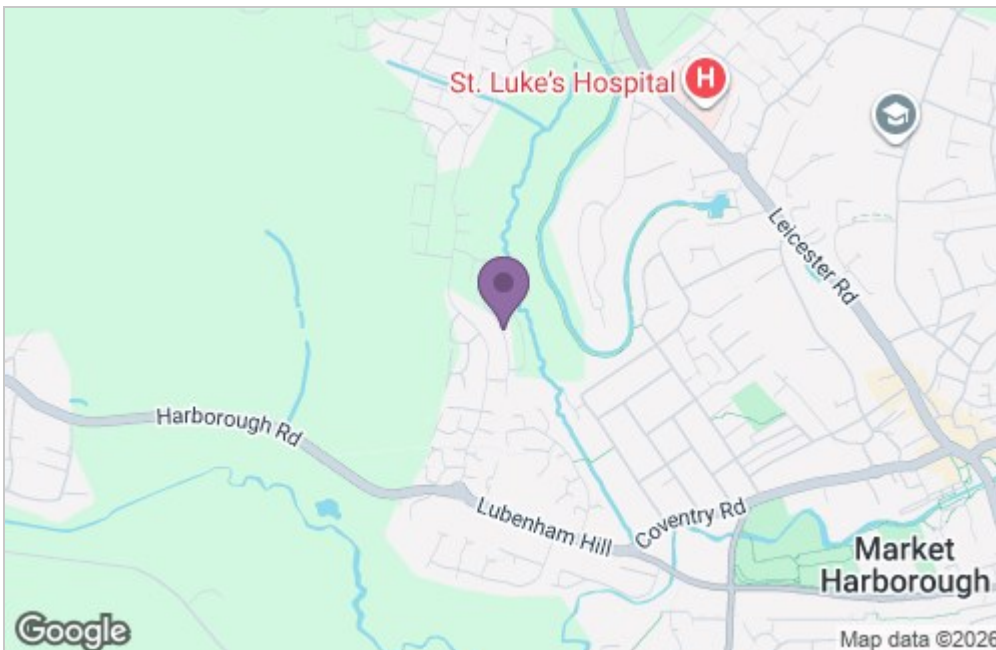 St. Luke's Hospital
H
Leicester Rd
Harborough Rd
Lubenham Hill
Coventry Rd
Market
Harborough
Google
Map data ©2026